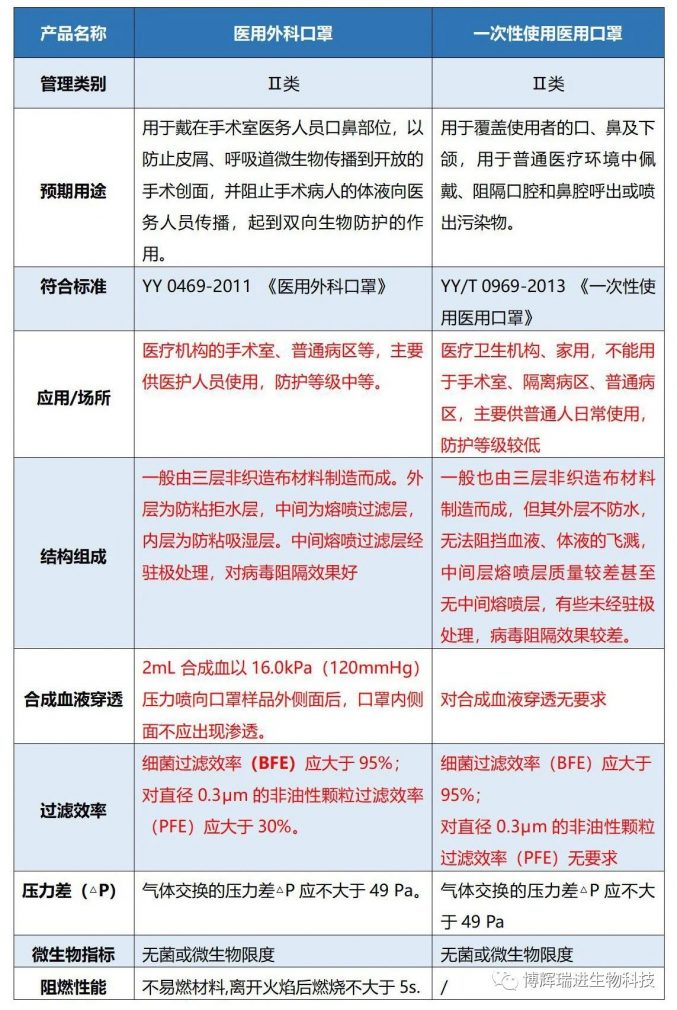 产品名称 医用外科口罩 一次性使用医用口罩
管理类别 Ⅱ类 Ⅱ类
预期用途
用于戴在手术室医务人员口鼻部位，以
防止皮屑、呼吸道微生物传播到开放的
手术创面，并阻止手术病人的体液向医
务人员传播，起到双向生物防护的作
用。
用于覆盖使用者的口、鼻及下
颌，用于普通医疗环境中佩
戴、阻隔口腔和鼻腔呼出或喷
出污染物。
符合标准
YY 0469-2011 《医用外科口罩》
YY/T 0969-2013 《一次性使
用医用口罩》
应用/场所
医疗机构的手术室、普通病区等，主要
供医护人员使用，防护等级中等。
医疗卫生机构、家用，不能用
于手术室、隔离病区、普通病
区，主要供普通人日常使用，
防护等级较低
结构组成
一般由三层非织造布材料制造而成。外
层为防粘拒水层，中间为熔喷过滤层，
内层为防粘吸湿层。中间熔喷过滤层经
驻极处理，对病毒阻隔效果好
一般也由三层非织造布材料
制造而成，但其外层不防水，
无法阻挡血液、体液的飞溅，
中间层熔喷层质量较差甚至
无中间熔喷层，有些未经驻极
处理，病毒阻隔效果较差。
合成血液穿透
2mL 合成血以 16.0kPa（120mmHg）
压力喷向口罩样品外侧面后，口罩内侧
面不应出现渗透。
对合成血液穿透无要求
过滤效率
细菌过滤效率（BFE）应大于 95%；
对直径 0.3μm 的非油性颗粒过滤效率
（PFE）应大于 30%。
细菌过滤效率（BFE）应大于
95%；
对直径 0.3μm 的非油性颗粒
过滤效率（PFE）无要求
压力差（△P）
气体交换的压力差△P 应不大于 49 Pa。
气体交换的压力差△P 应不大
于 49 Pa
微生物指标 无菌或微生物限度 无菌或微生物限度
阻燃性能 不易燃材料,离开火焰后燃烧不大于 5s. /
博辉瑞进生物科技